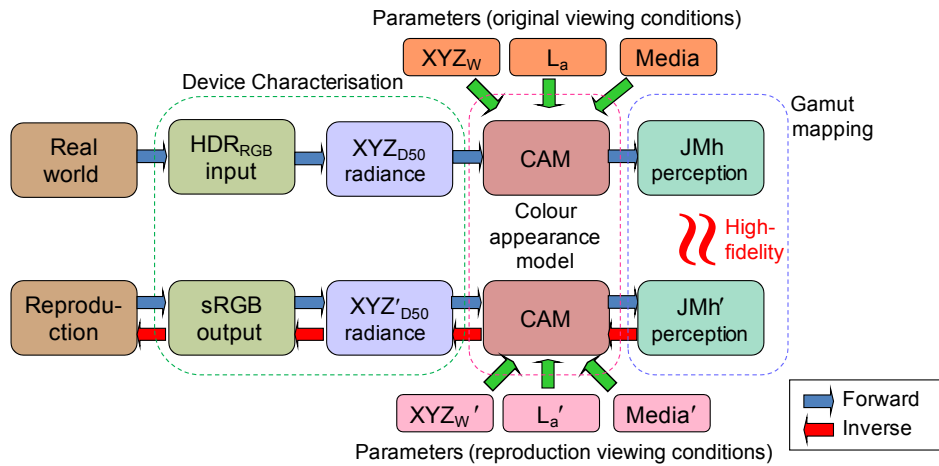 Parameters (original viewing conditions)
XYZW
La
Media
Device Characterisation
Gamut
mapping
Real
world
HDRRGB
input
XYZD50
radiance
CAM
JMh
perception
Colour
appearance
model
High-
fidelity
Reprodu-
ction
sRGB
output
XYZ′D50
radiance
CAM
JMh′
perception
XYZW′
La′
Media′
Parameters (reproduction viewing conditions)
Forward
Inverse